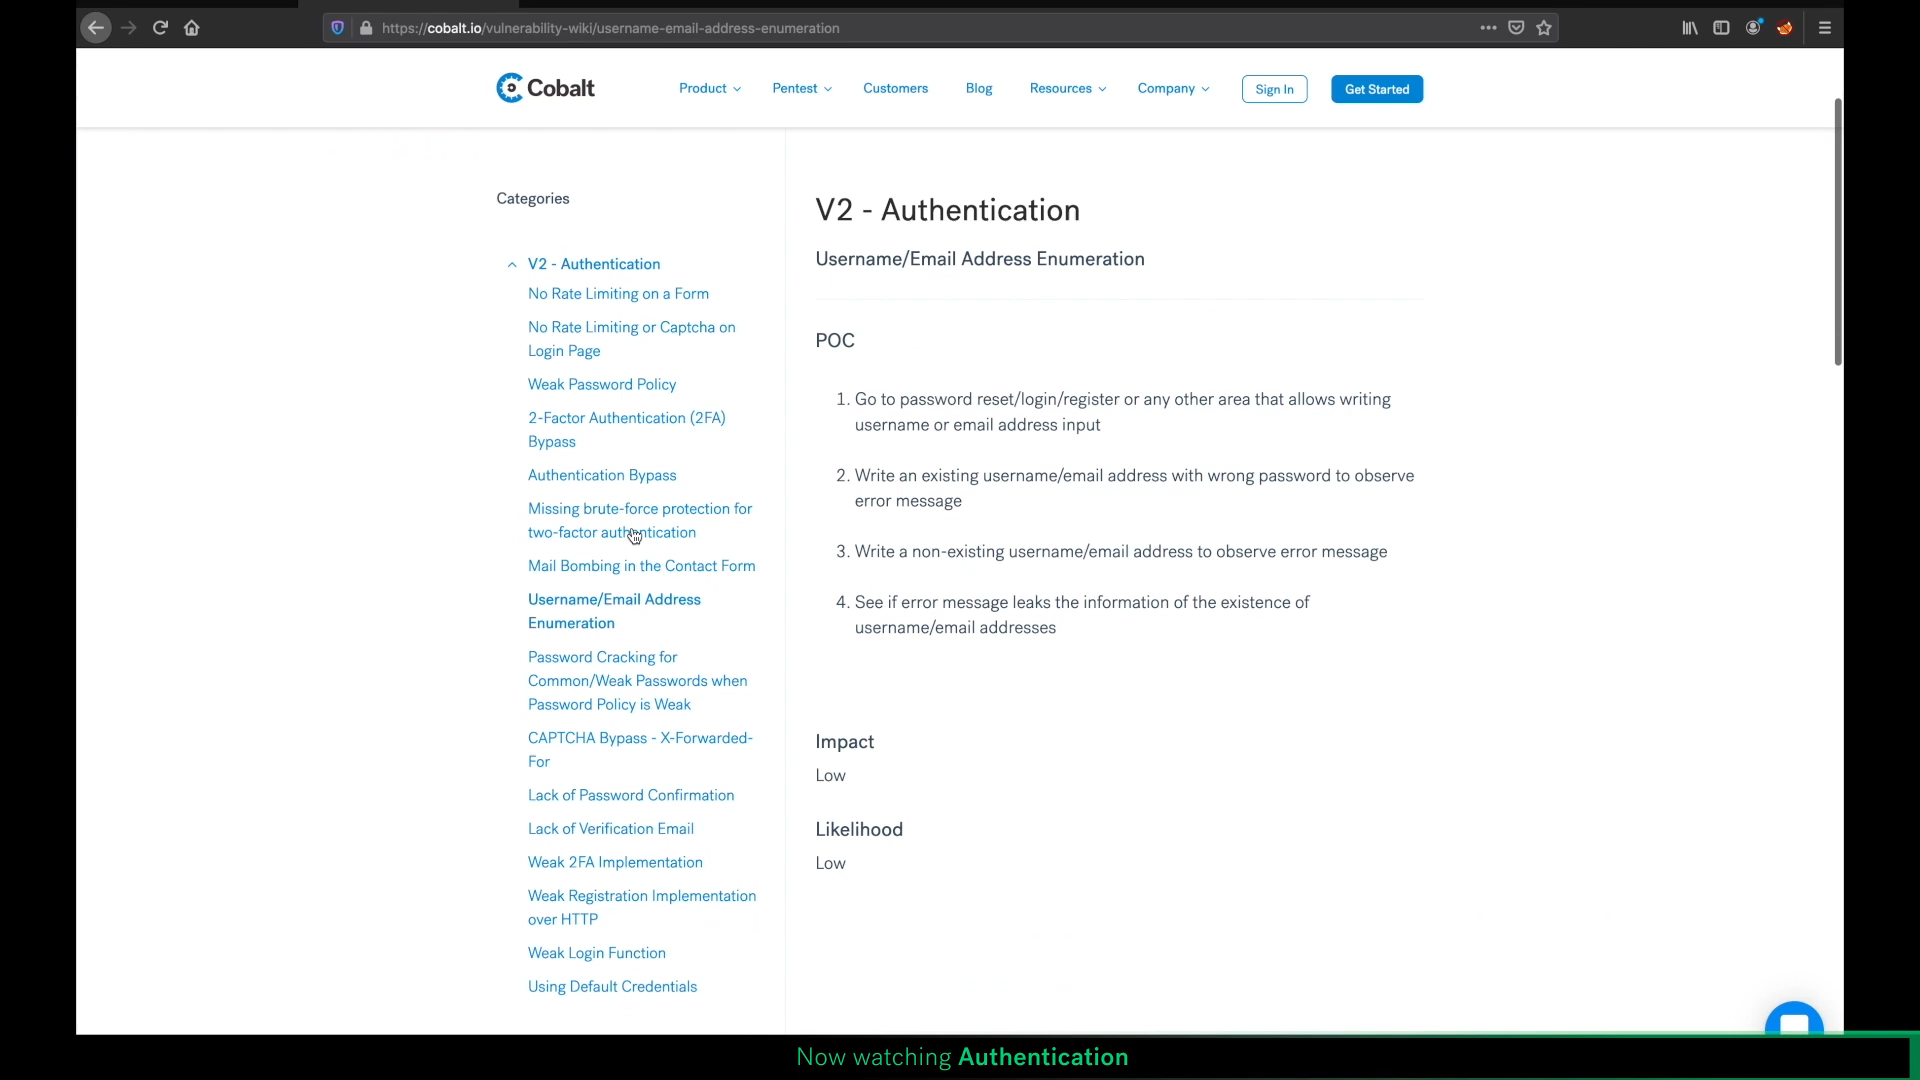 https://cobalt.io/vulnerability-wiki/username-email-address-enumeration
Cobalt
Product
Pentest
Customers
Blog
Resources
Company
Sign In
Get Started
Categories
V2 - Authentication
No Rate Limiting on a Form
No Rate Limiting or Captcha on
Login Page
Weak Password Policy
2-Factor Authentication (2FA)
Bypass
Authentication Bypass
Missing brute-force protection for
two-factor authentication
Mail Bombing in the Contact Form
Username/Email Address
Enumeration
Password Cracking for
Common/Weak Passwords when
Password Policy is Weak
CAPTCHA Bypass - X-Forwarded-
For
Lack of Password Confirmation
Lack of Verification Email
Weak 2FA Implementation
Weak Registration Implementation
over HTTP
Weak Login Function
Using Default Credentials
V2 - Authentication
Username/Email Address Enumeration
POC
1. Go to password reset/login/register or any other area that allows writing
username or email address input
2. Write an existing username/email address with wrong password to observe
error message
3. Write a non-existing username/email address to observe error message
4. See if error message leaks the information of the existence of
username/email addresses
Impact
Low
Likelihood
Low
Now watching Authentication